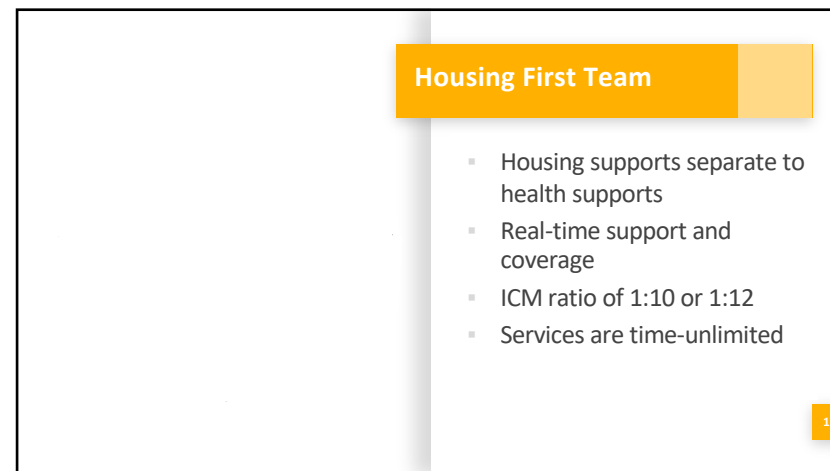 Housing First Team
Housing supports separate to
health supports
Real-time support and
coverage
ICM ratio of 1:10 or 1:12
Services are time-unlimited
1